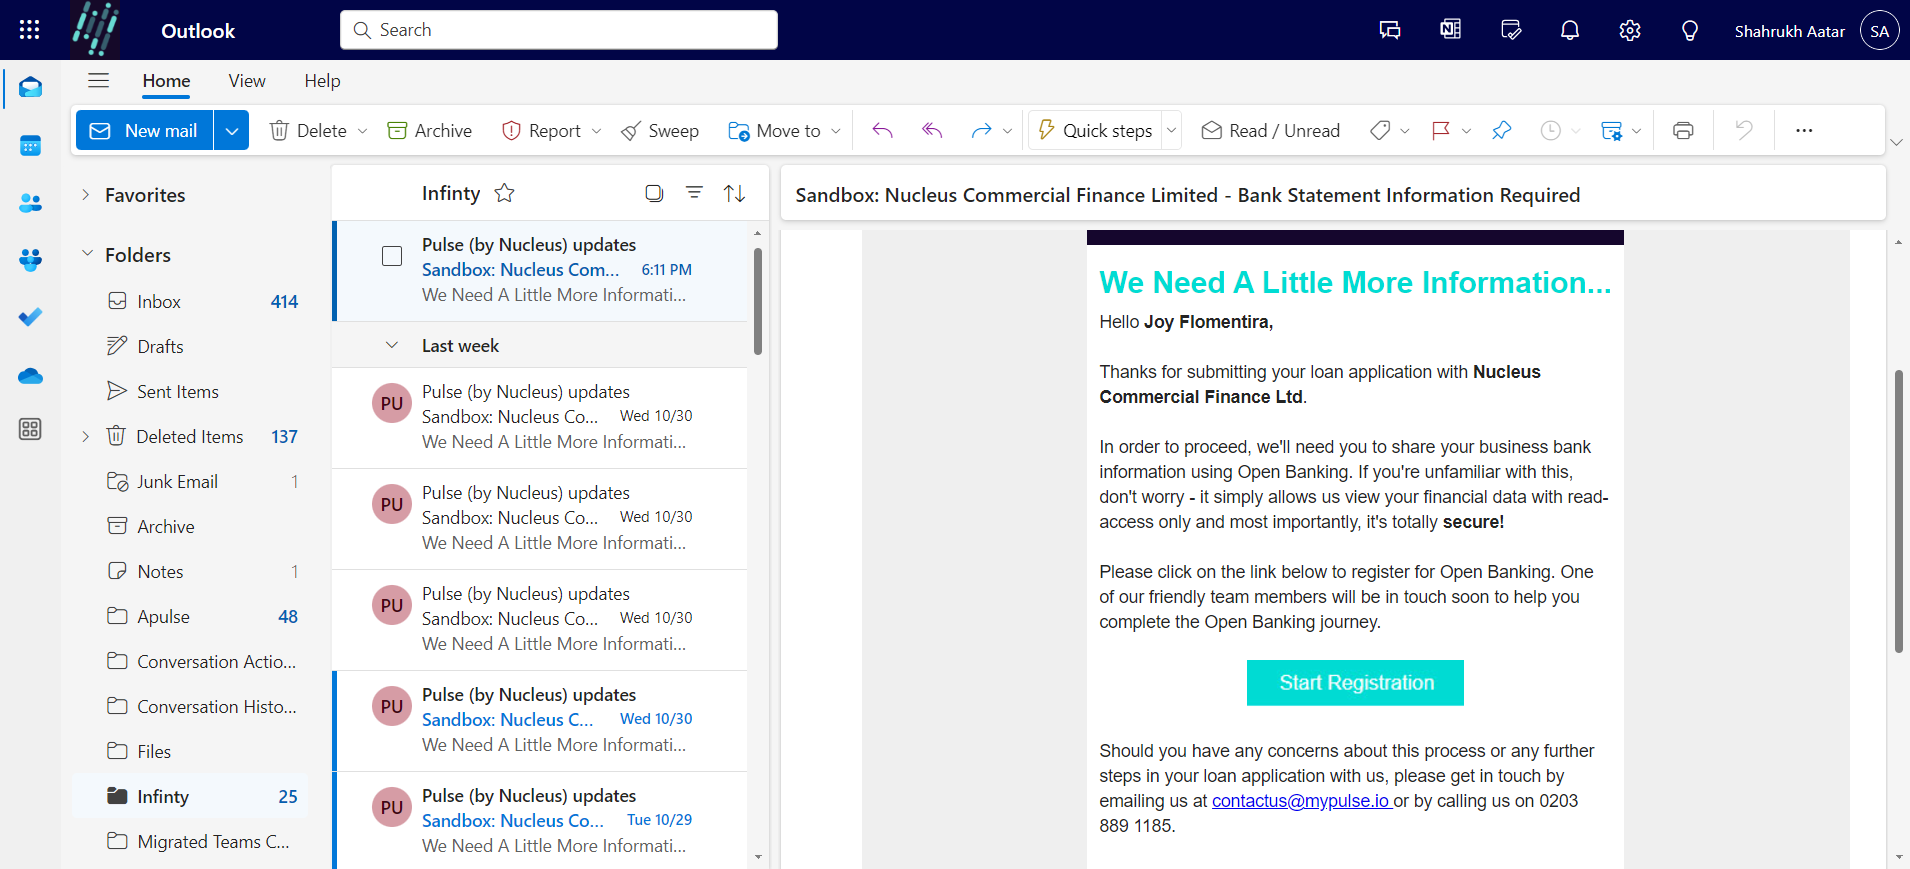 Outlook
Search
Shahrukh Aatar
SA
Home View Help
New mail
Delete
Archive
Report
Sweep
Move to
Quick steps
Read / Unread
Favorites
Folders
Inbox 414
Drafts
Sent Items
Deleted Items 137
Junk Email 1
Archive
Notes 1
Apulse 48
Conversation Actio...
Conversation Histo...
Files
Infinty 25
Migrated Teams C...
Infinty
Pulse (by Nucleus) updates
Sandbox: Nucleus Com... 6:11 PM
We Need A Little More Informati...
Last week
PU
Pulse (by Nucleus) updates
Sandbox: Nucleus Co... Wed 10/30
We Need A Little More Informati...
PU
Pulse (by Nucleus) updates
Sandbox: Nucleus Co... Wed 10/30
We Need A Little More Informati...
PU
Pulse (by Nucleus) updates
Sandbox: Nucleus Co... Wed 10/30
We Need A Little More Informati...
PU
Pulse (by Nucleus) updates
Sandbox: Nucleus C... Wed 10/30
We Need A Little More Informati...
PU
Pulse (by Nucleus) updates
Sandbox: Nucleus Co... Tue 10/29
We Need A Little More Informati...
Sandbox: Nucleus Commercial Finance Limited - Bank Statement Information Required
We Need A Little More Information...
Hello Joy Flomentira,
Thanks for submitting your loan application with Nucleus
Commercial Finance Ltd.
In order to proceed, we'll need you to share your business bank
information using Open Banking. If you're unfamiliar with this,
don't worry - it simply allows us view your financial data with read-
access only and most importantly, it's totally secure!
Please click on the link below to register for Open Banking. One
of our friendly team members will be in touch soon to help you
complete the Open Banking journey.
Start Registration
Should you have any concerns about this process or any further
steps in your loan application with us, please get in touch by
emailing us at contactus@mypulse.io or by calling us on 0203
889 1185.